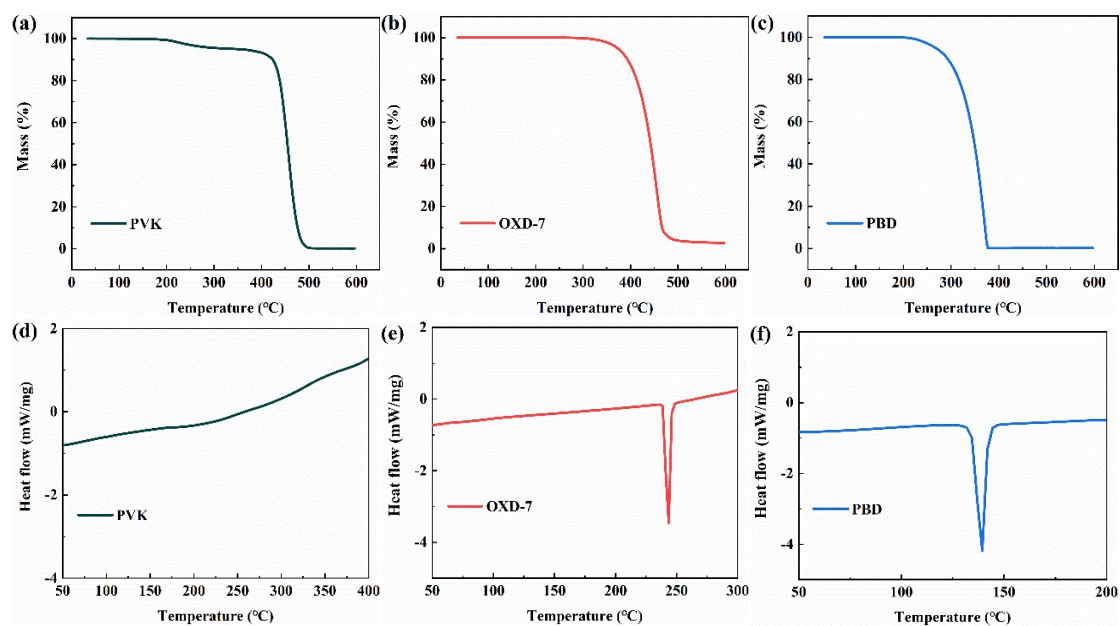 (a)
100
80
60
40
20
0
Mass (%)
PVK
0 100 200 300 400 500 600
Temperature (°C)
(b)
100
80
60
40
20
0
Mass (%)
OXD-7
0 100 200 300 400 500 600
Temperature (°C)
(c)
100
80
60
40
20
0
Mass (%)
PBD
0 100 200 300 400 500 600
Temperature (°C)
(d)
2
0
-2
-4
Heat flow (mW/mg)
PVK
50 100 150 200 250 300 350 400
Temperature (°C)
(e)
2
0
-2
-4
Heat flow (mW/mg)
OXD-7
50 100 150 200 250 300
Temperature (°C)
(f)
2
0
-2
-4
Heat flow (mW/mg)
PBD
50 100 150 200
Temperature (°C)